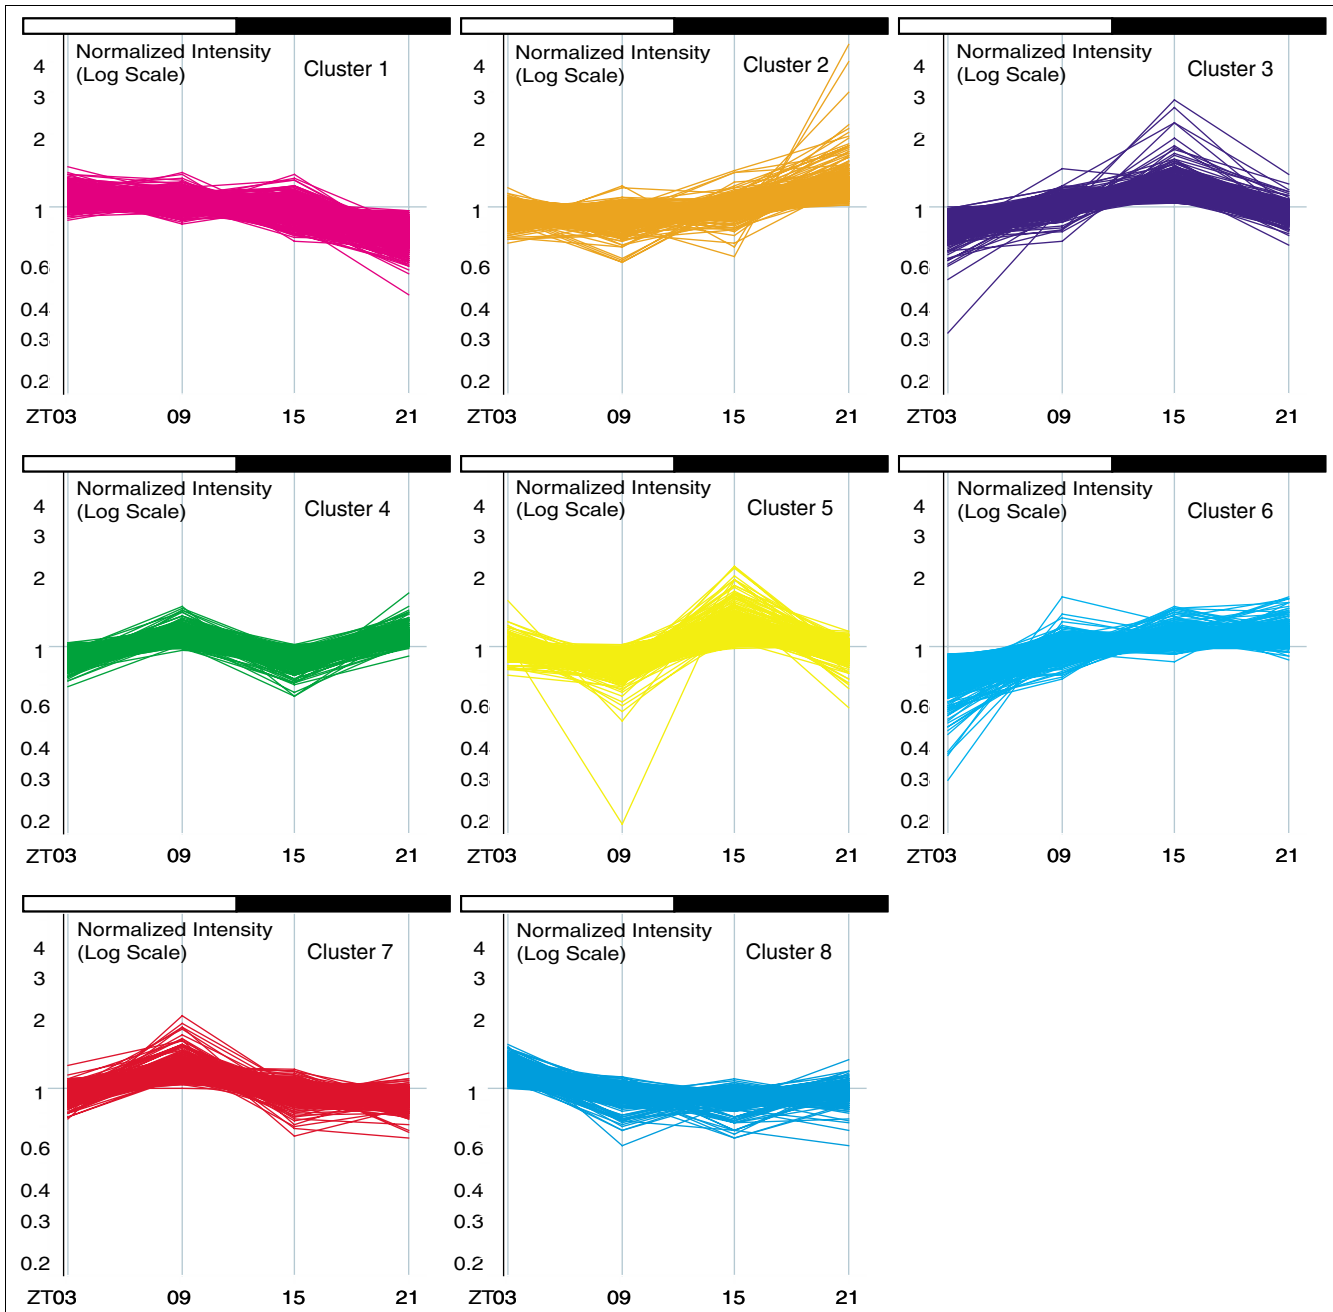 Normalized Intensity
(Log Scale)
Cluster 1
4
3
2
1
0.6
0.4
0.3
0.2
ZT03 09 15 21
Normalized Intensity
(Log Scale)
Cluster 2
4
3
2
1
0.6
0.4
0.3
0.2
ZT03 09 15 21
Normalized Intensity
(Log Scale)
Cluster 3
4
3
2
1
0.6
0.4
0.3
0.2
ZT03 09 15 21
Normalized Intensity
(Log Scale)
Cluster 4
4
3
2
1
0.6
0.4
0.3
0.2
ZT03 09 15 21
Normalized Intensity
(Log Scale)
Cluster 5
4
3
2
1
0.6
0.4
0.3
0.2
ZT03 09 15 21
Normalized Intensity
(Log Scale)
Cluster 6
4
3
2
1
0.6
0.4
0.3
0.2
ZT03 09 15 21
Normalized Intensity
(Log Scale)
Cluster 7
4
3
2
1
0.6
0.4
0.3
0.2
ZT03 09 15 21
Normalized Intensity
(Log Scale)
Cluster 8
4
3
2
1
0.6
0.4
0.3
0.2
ZT03 09 15 21